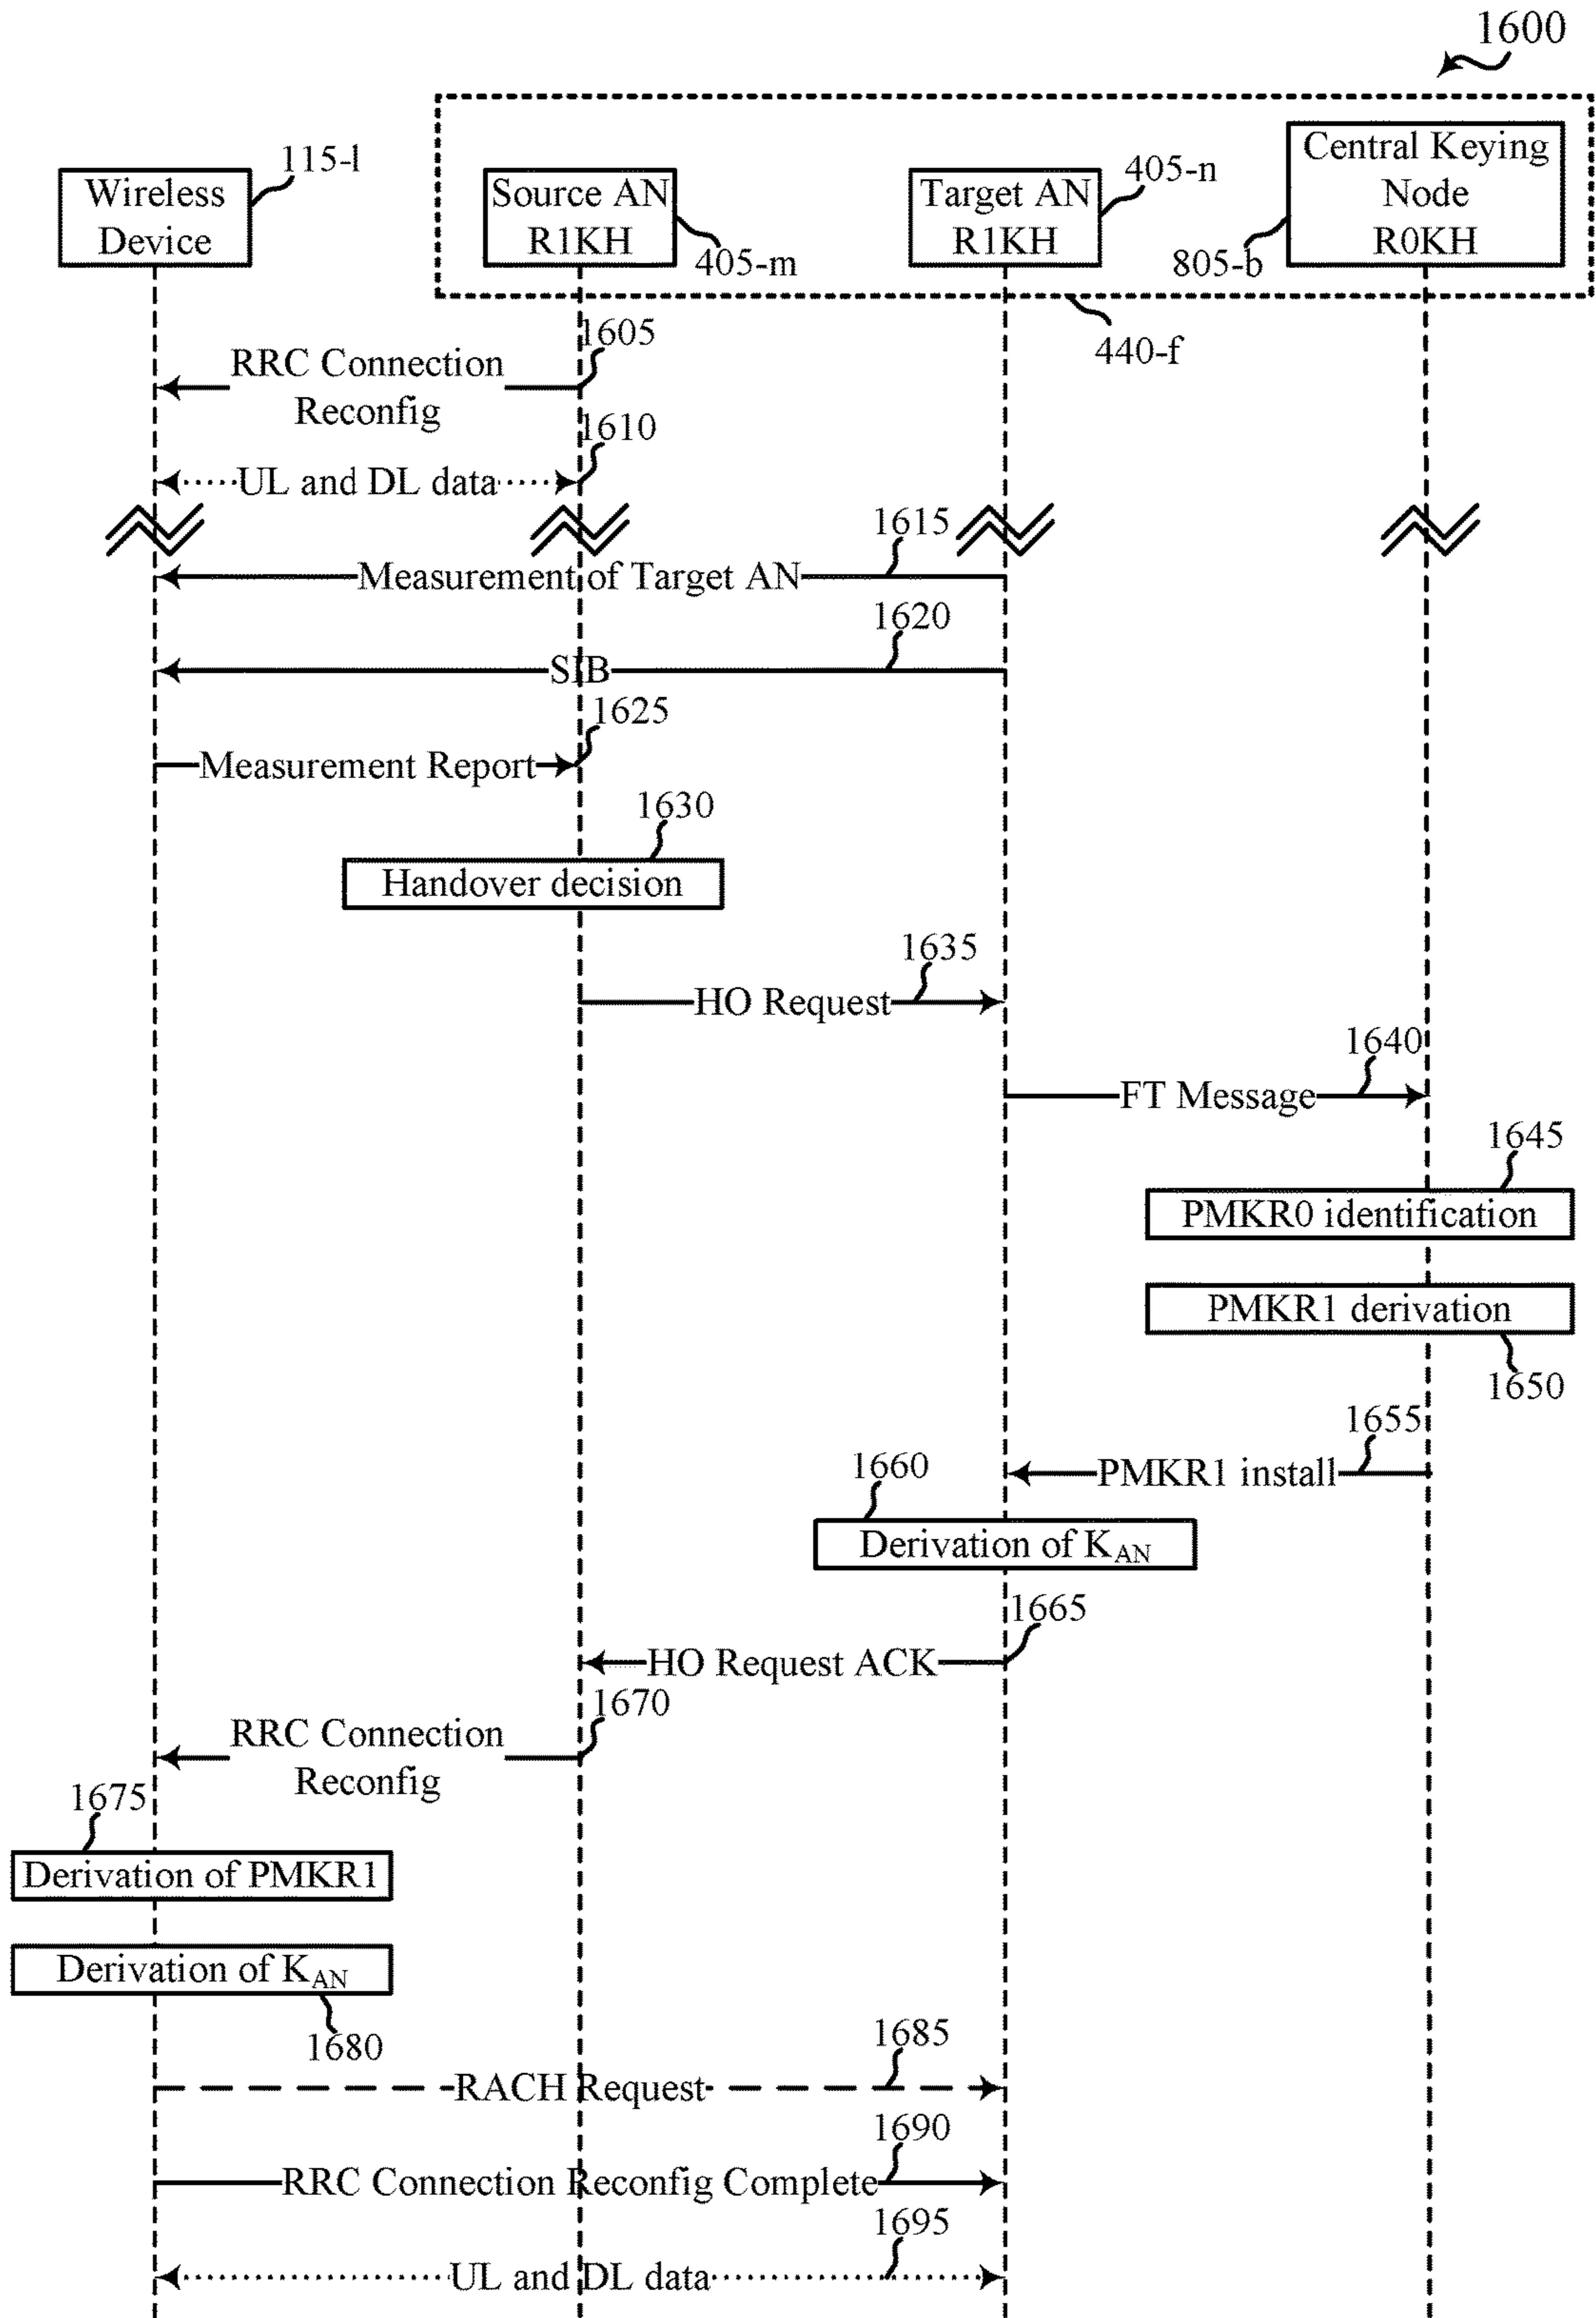 1600
Wireless
Device
115-l
Source AN
R1KH
405-m
Target AN
R1KH
405-n
Central Keying
Node
R0KH
805-b
440-f
1605
RRC Connection
Reconfig
1610
UL and DL data
1615
Measurement of Target AN
1620
SIB
1625
Measurement Report
1630
Handover decision
1635
HO Request
1640
FT Message
1645
PMKR0 identification
PMKR1 derivation
1650
1655
PMKR1 install
1660
Derivation of KAN
1665
HO Request ACK
1670
RRC Connection
Reconfig
1675
Derivation of PMKR1
Derivation of KAN
1680
1685
RACH Request
1690
RRC Connection Reconfig Complete
1695
UL and DL data